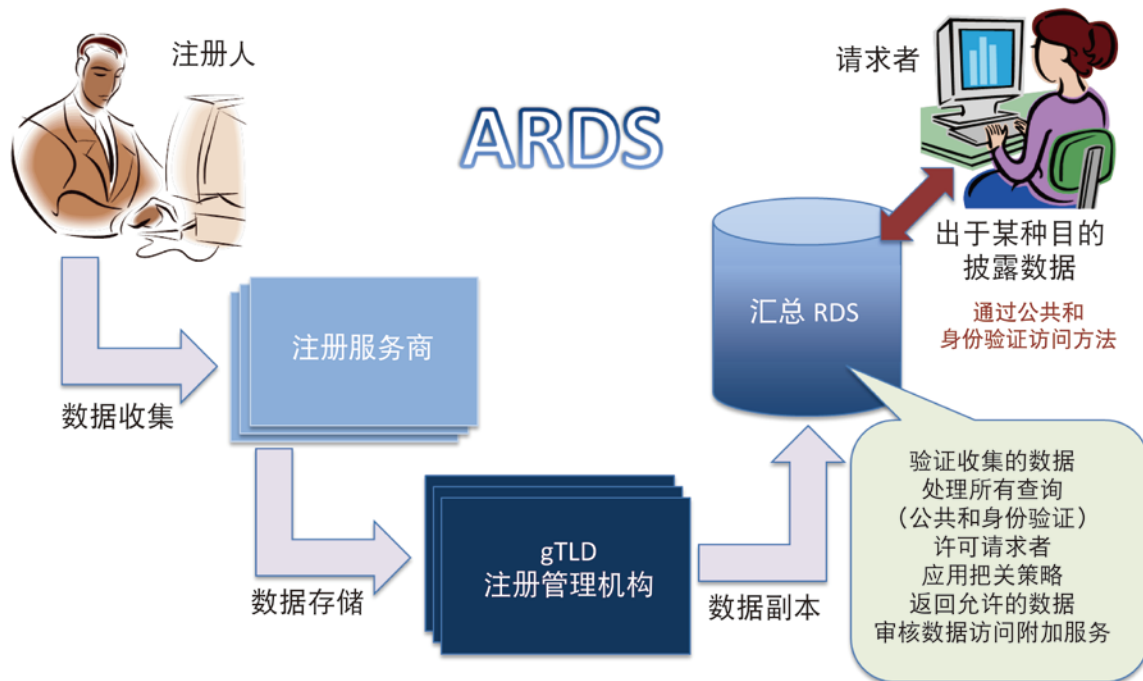 注册人
请求者
ARDS
出于某种目的
披露数据
通过公共和
身份验证访问方法
汇总 RDS
注册服务商
数据收集
gTLD
注册管理机构
数据存储
数据副本
验证收集的数据
处理所有查询
（公共和身份验证）
许可请求者
应用把关策略
返回允许的数据
审核数据访问附加服务